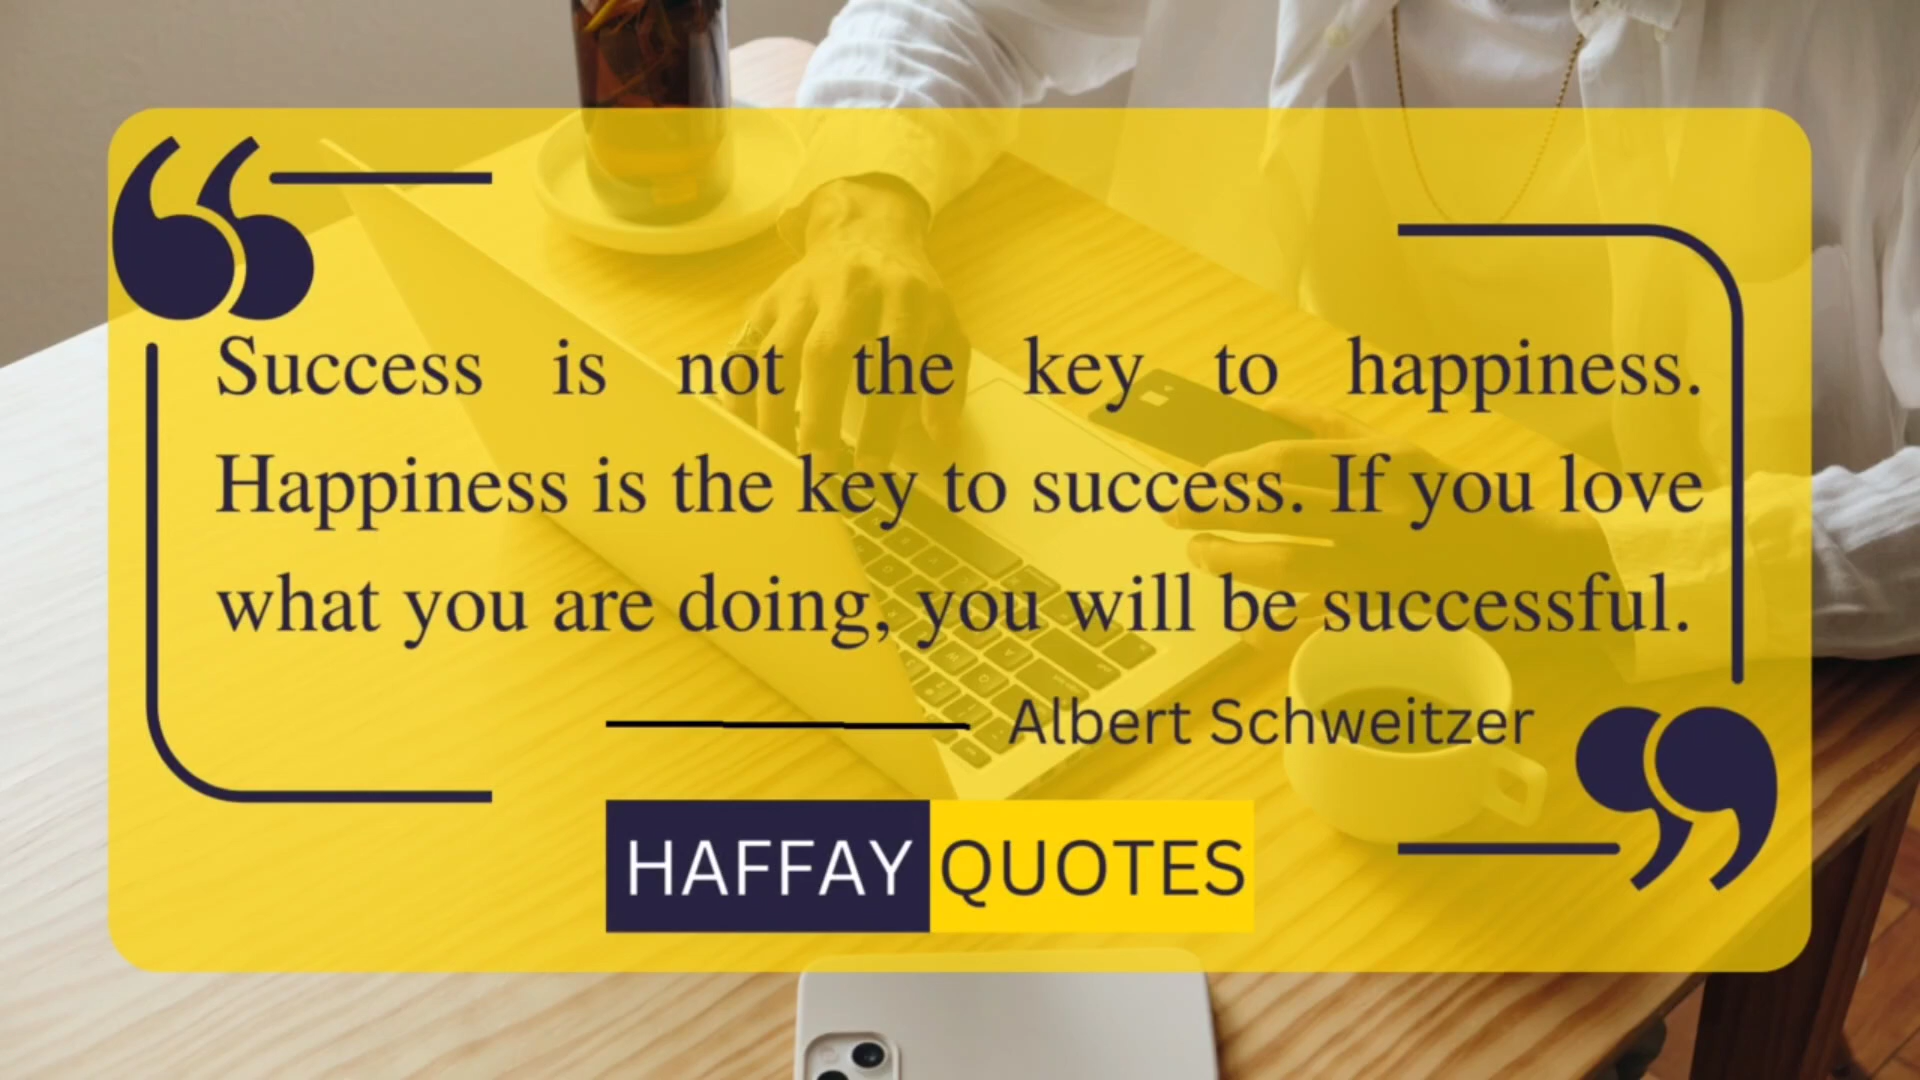 Success is not the key to happiness.
Happiness is the key to success. If you love
what you are doing, you will be successful.
Albert Schweitzer
HAFFAY QUOTES